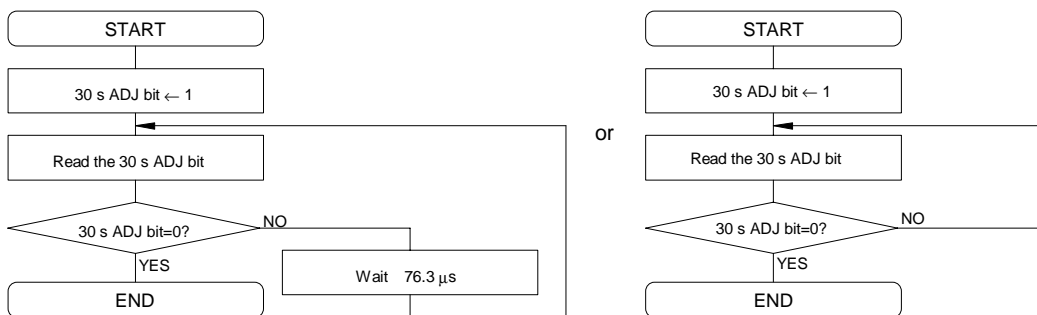 START
30 s ADJ bit ← 1
Read the 30 s ADJ bit
30 s ADJ bit=0?
NO
YES
Wait 76.3 µs
END
or
START
30 s ADJ bit ← 1
Read the 30 s ADJ bit
30 s ADJ bit=0?
NO
YES
END